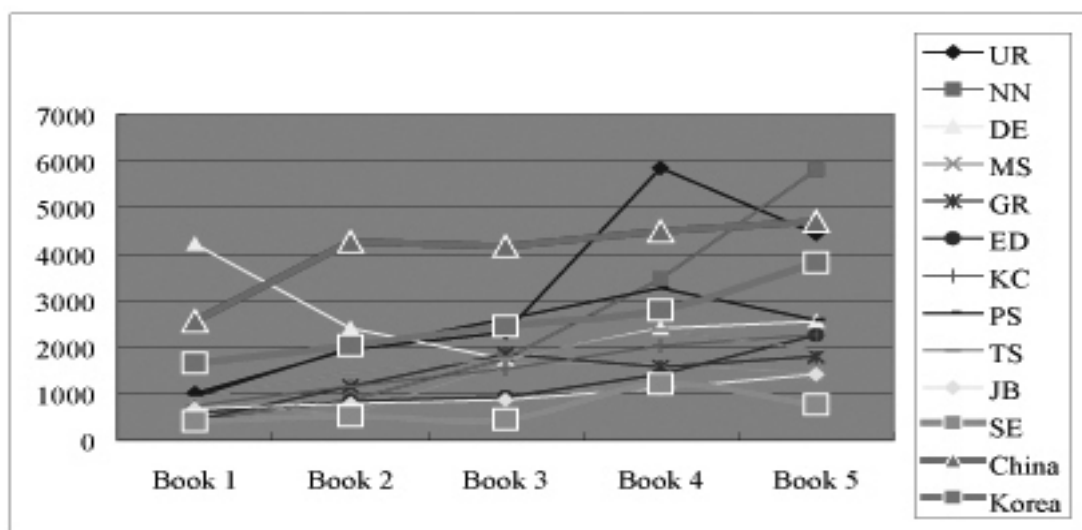 7000
6000
5000
4000
3000
2000
1000
0
Book 1 Book 2 Book 3 Book 4 Book 5
UR
NN
DE
MS
GR
ED
KC
PS
TS
JB
SE
China
Korea